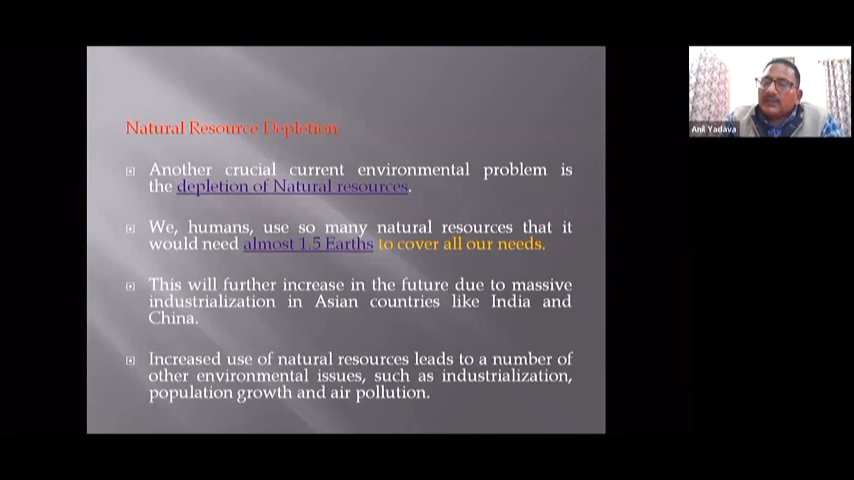 Natural Resource Depletion
Another crucial current environmental problem is
the depletion of Natural resources.
We, humans, use so many natural resources that it
would need almost 1.5 Earths to cover all our needs.
This will further increase in the future due to massive
industrialization in Asian countries like India and
China.
Increased use of natural resources leads to a number of
other environmental issues, such as industrialization,
population growth and air pollution.
Anil Yadava